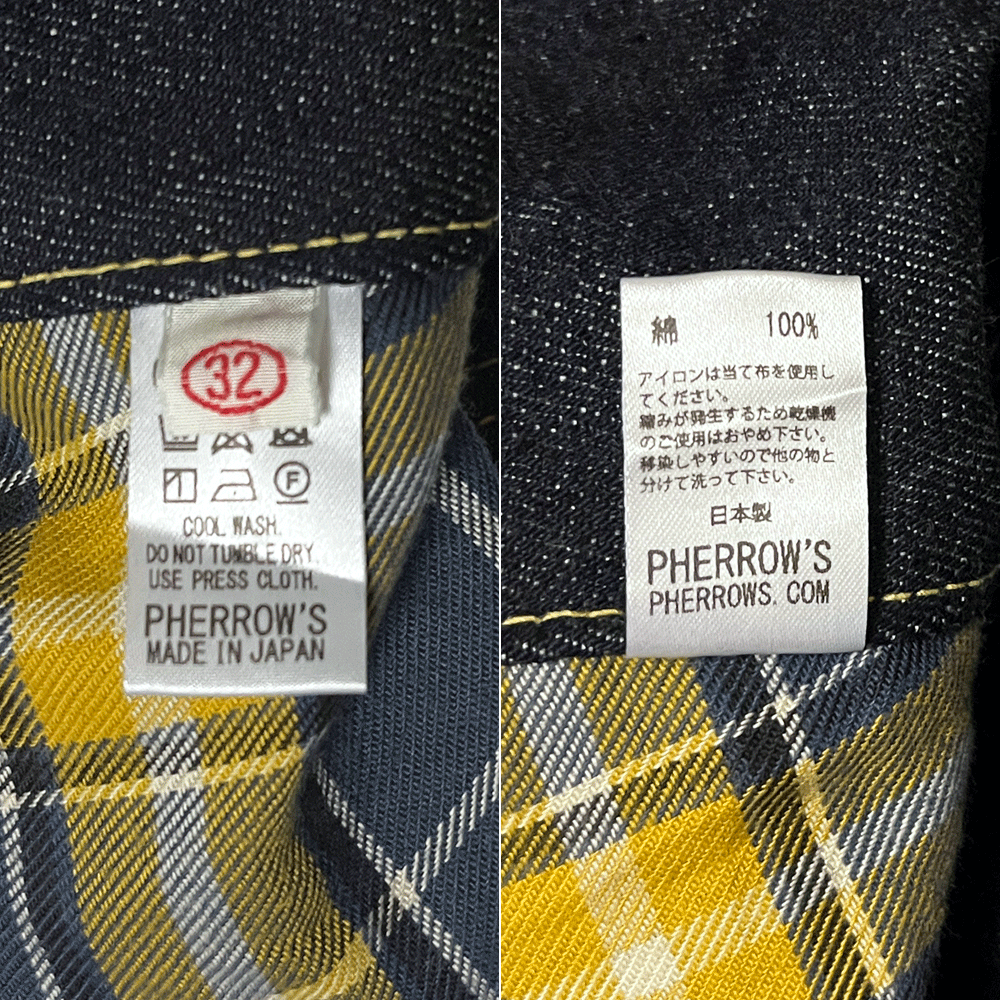 32
1
F
COOL WASH.
DO NOT TUMBLE DRY.
USE PRESS CLOTH.
PHERROW'S
MADE IN JAPAN
綿 100%
アイロンは当て布を使用し
てください。
縮みが発生するため乾燥機
のご使用はおやめ下さい。
移染しやすいので他の物と
分けて洗って下さい。
日本製
PHERROW'S
PHERROWS. COM